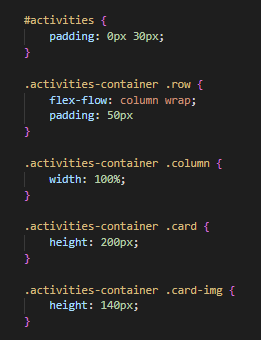 #activities {
    padding: 0px 30px;
}

.activities-container .row {
    flex-flow: column wrap;
    padding: 50px
}

.activities-container .column {
    width: 100%;
}

.activities-container .card {
    height: 200px;
}

.activities-container .card-img {
    height: 140px;
}